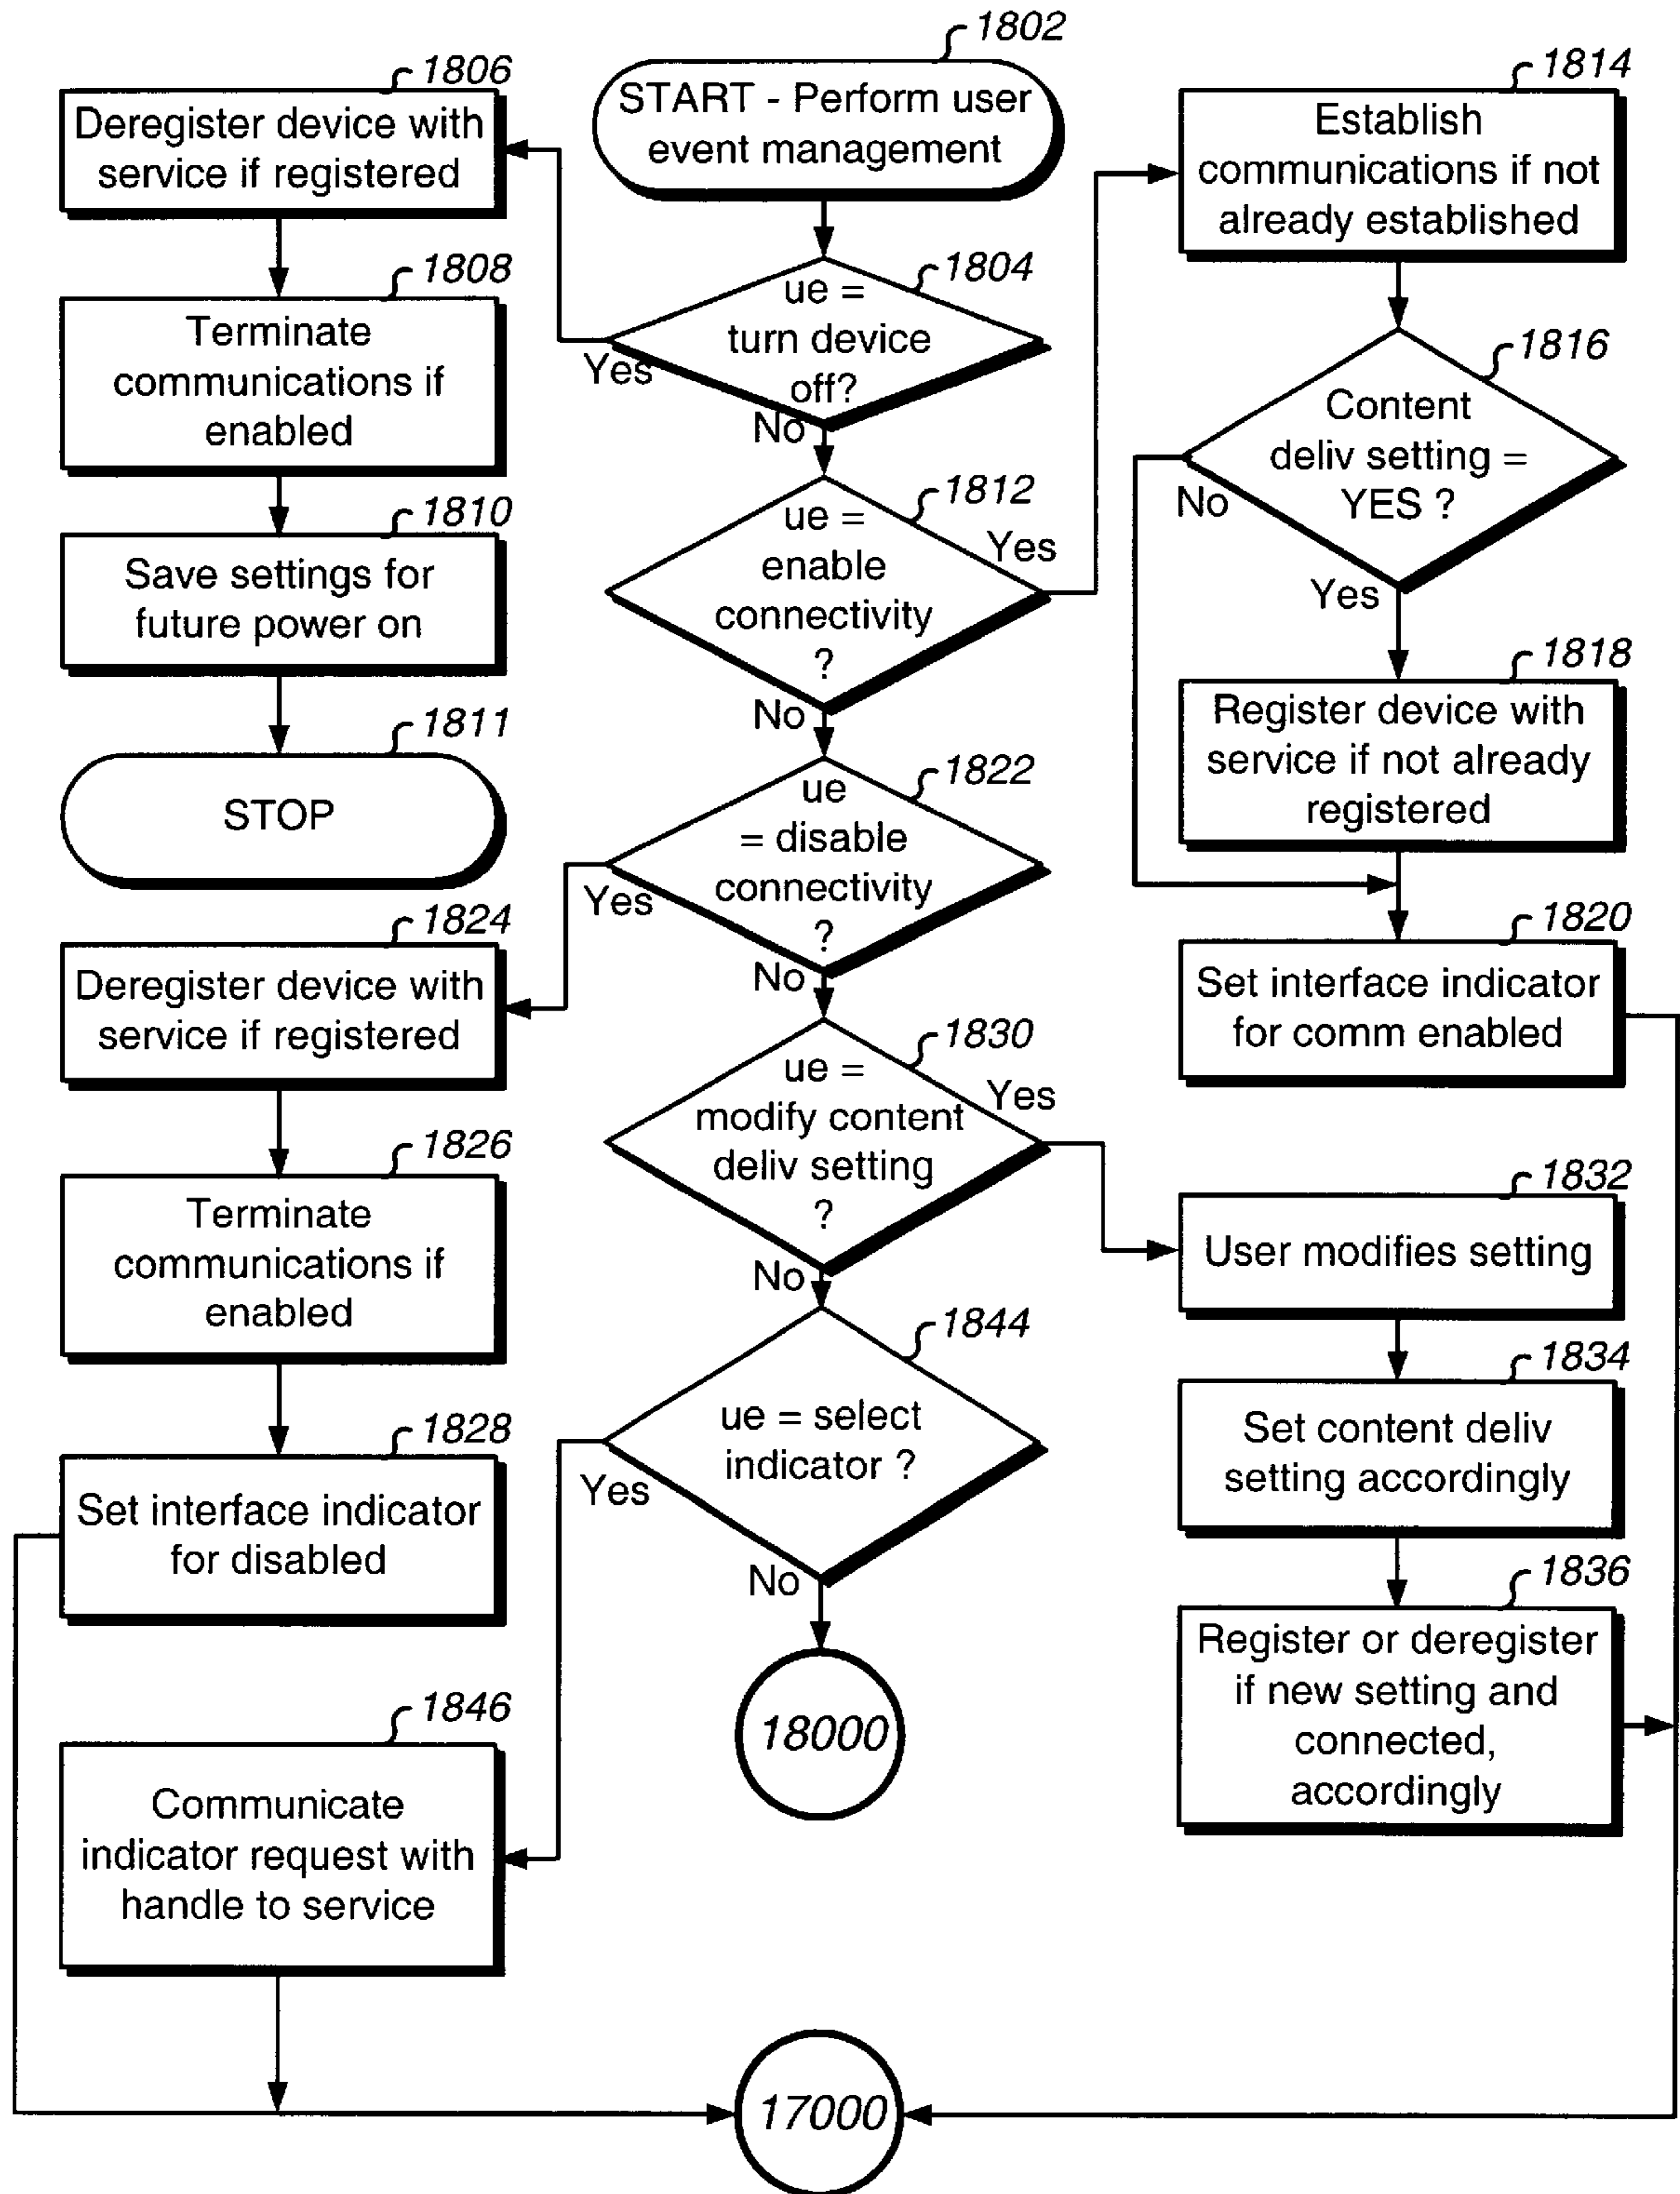 1802
START - Perform user
event management
1804
ue =
turn device
off?
Yes
No
1806
Deregister device with
service if registered
1808
Terminate
communications if
enabled
1810
Save settings for
future power on
1811
STOP
1812
ue =
enable
connectivity
?
Yes
No
1814
Establish
communications if not
already established
1816
Content
deliv setting =
YES ?
No
Yes
1818
Register device with
service if not already
registered
1820
Set interface indicator
for comm enabled
1822
ue
= disable
connectivity
?
Yes
No
1824
Deregister device with
service if registered
1826
Terminate
communications if
enabled
1828
Set interface indicator
for disabled
1830
ue =
modify content
deliv setting
?
Yes
No
1832
User modifies setting
1834
Set content deliv
setting accordingly
1836
Register or deregister
if new setting and
connected,
accordingly
1844
ue = select
indicator ?
Yes
No
18000
1846
Communicate
indicator request with
handle to service
17000